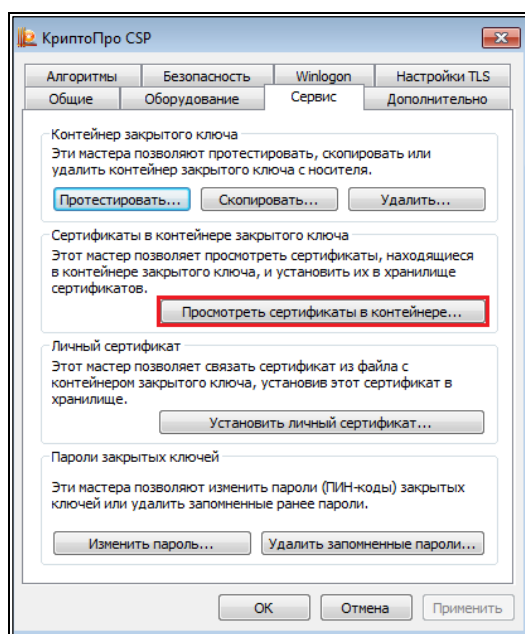 КриптоПро CSP
Алгоритмы Безопасность Winlogon Настройки TLS
Общие Оборудование Сервис Дополнительно
Контейнер закрытого ключа
Эти мастера позволяют протестировать, скопировать или
удалить контейнер закрытого ключа с носителя.
Протестировать... Скопировать... Удалить...
Сертификаты в контейнере закрытого ключа
Этот мастер позволяет просмотреть сертификаты, находящиеся
в контейнере закрытого ключа, и установить их в хранилище
сертификатов.
Просмотреть сертификаты в контейнере...
Личный сертификат
Этот мастер позволяет связать сертификат из файла с
контейнером закрытого ключа, установив этот сертификат в
хранилище.
Установить личный сертификат...
Пароли закрытых ключей
Эти мастера позволяют изменить пароли (ПИН-коды) закрытых
ключей или удалить запомненные ранее пароли.
Изменить пароль... Удалить запомненные пароли...
ОК Отмена Применить